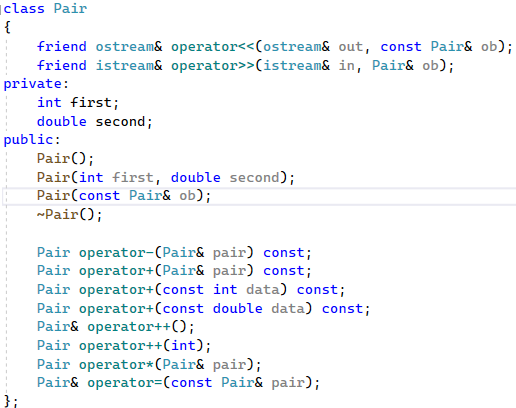 class Pair
{
friend ostream& operator<<(ostream& out, const Pair& ob);
friend istream& operator>>(istream& in, Pair& ob);
private:
int first;
double second;
public:
Pair();
Pair(int first, double second);
Pair(const Pair& ob);
~Pair();
Pair operator-(Pair& pair) const;
Pair operator+(Pair& pair) const;
Pair operator+(const int data) const;
Pair operator+(const double data) const;
Pair& operator++();
Pair operator++(int);
Pair operator*(Pair& pair);
Pair& operator=(const Pair& pair);
};